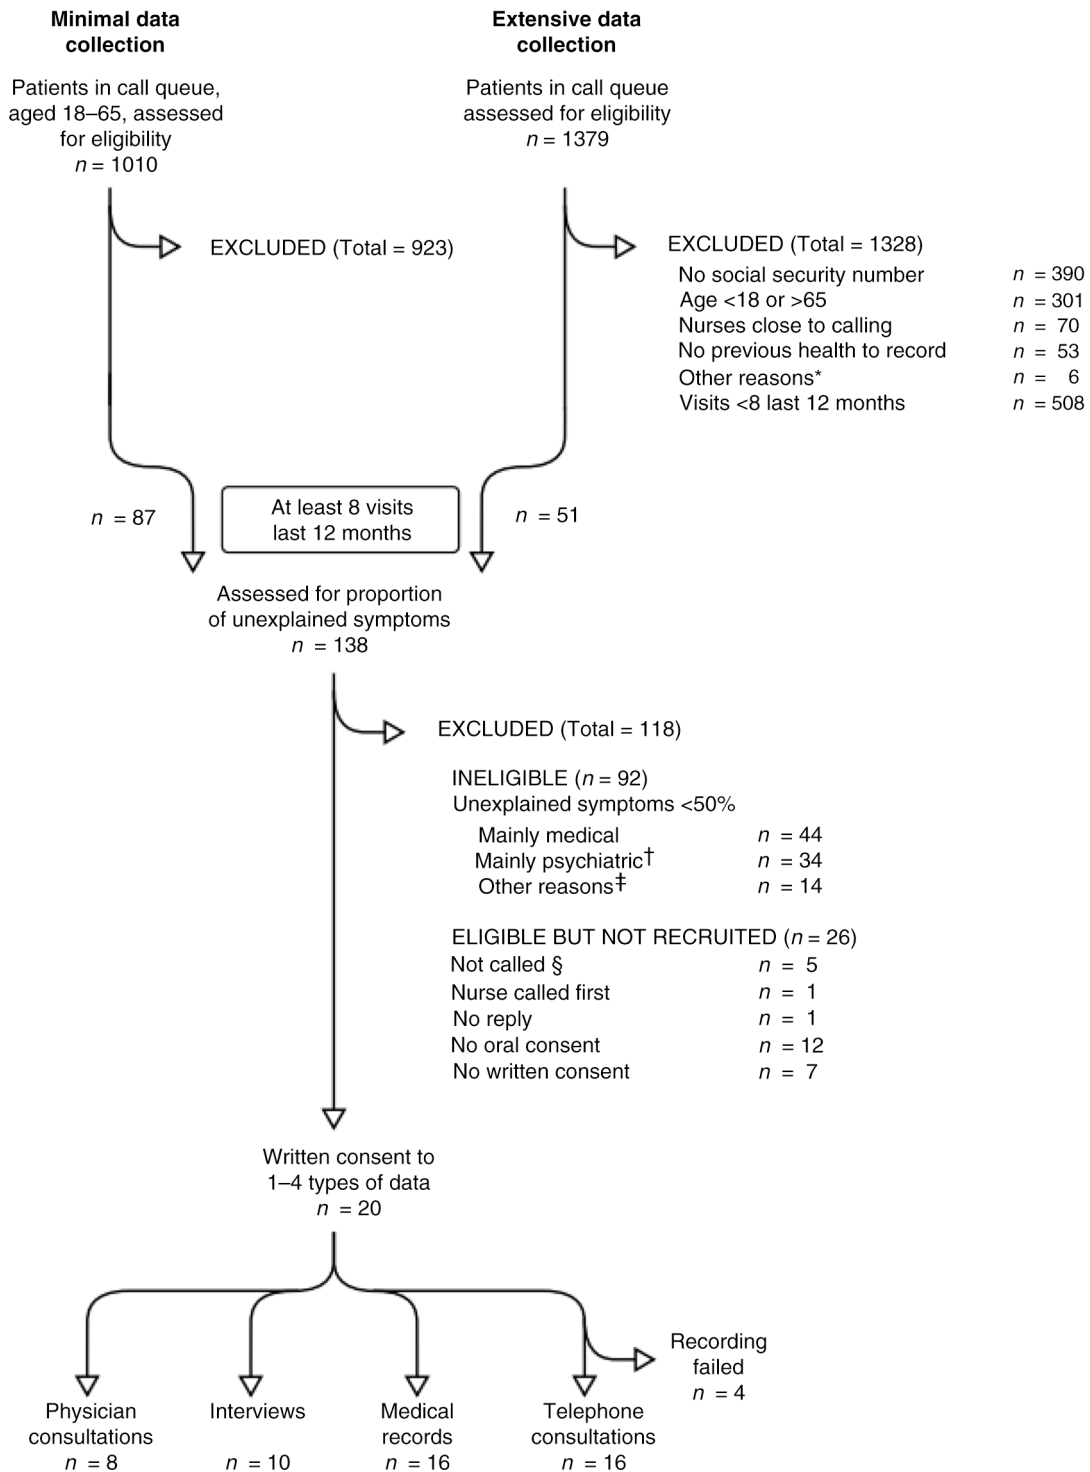 Minimal data
collection
Patients in call queue,
aged 18–65, assessed
for eligibility
n = 1010
Extensive data
collection
Patients in call queue
assessed for eligibility
n = 1379
EXCLUDED (Total = 923)
EXCLUDED (Total = 1328)
No social security number n = 390
Age <18 or >65 n = 301
Nurses close to calling n = 70
No previous health to record n = 53
Other reasons* n = 6
Visits <8 last 12 months n = 508
n = 87
At least 8 visits
last 12 months
n = 51
Assessed for proportion
of unexplained symptoms
n = 138
EXCLUDED (Total = 118)
INELIGIBLE (n = 92)
Unexplained symptoms <50%
Mainly medical n = 44
Mainly psychiatric† n = 34
Other reasons‡ n = 14
ELIGIBLE BUT NOT RECRUITED (n = 26)
Not called § n = 5
Nurse called first n = 1
No reply n = 1
No oral consent n = 12
No written consent n = 7
Written consent to
1–4 types of data
n = 20
Recording
failed
n = 4
Physician
consultations
n = 8
Interviews
n = 10
Medical
records
n = 16
Telephone
consultations
n = 16